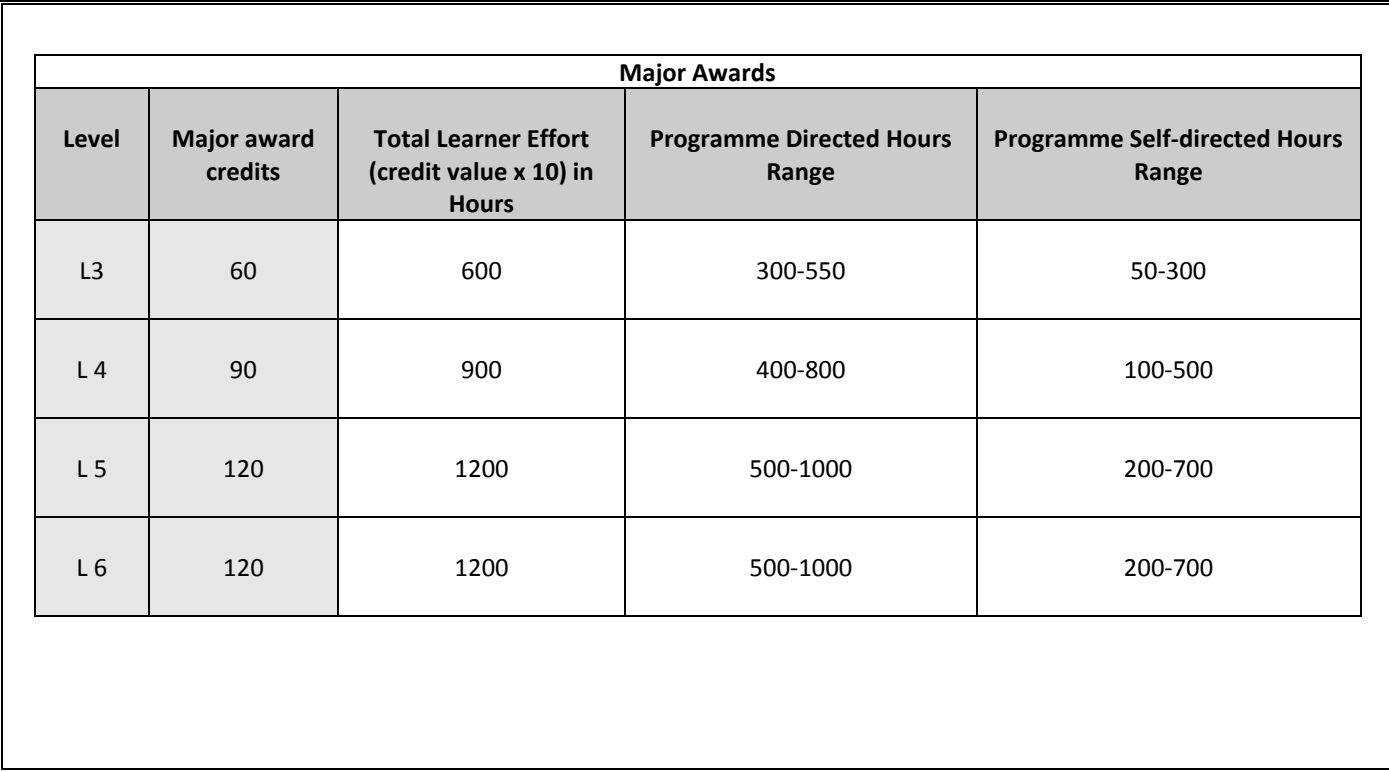 Major Awards
Level
Major award
credits
Total Learner Effort
(credit value x 10) in
Hours
Programme Directed Hours
Range
Programme Self-directed Hours
Range
L3 60 600 300-550 50-300
L 4 90 900 400-800 100-500
L 5 120 1200 500-1000 200-700
L 6 120 1200 500-1000 200-700